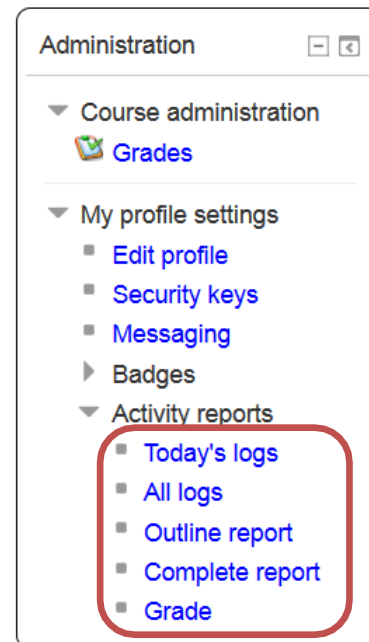 Administration
Course administration
Grades
My profile settings
Edit profile
Security keys
Messaging
Badges
Activity reports
Today's logs
All logs
Outline report
Complete report
Grade